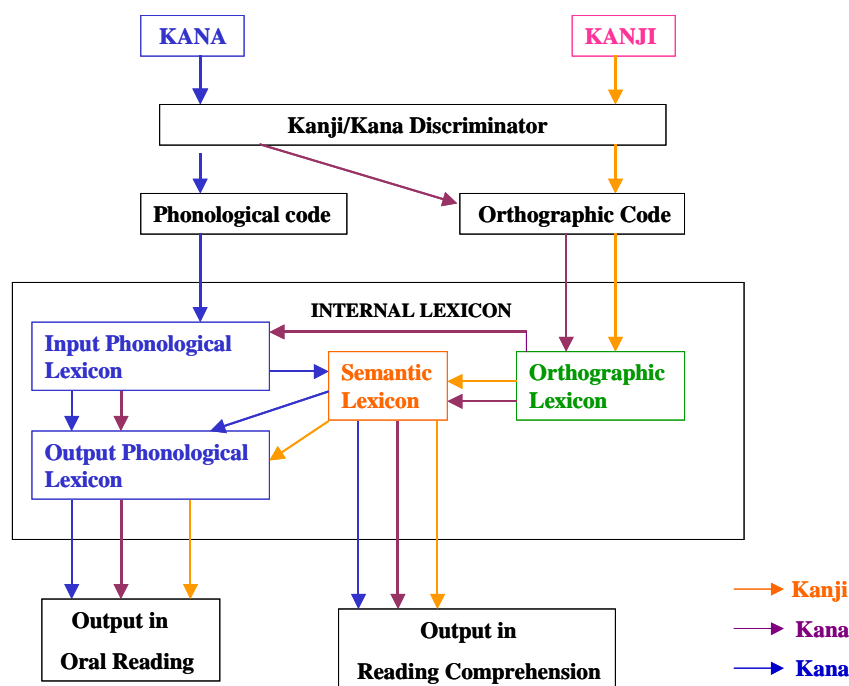 KANA
KANJI
Kanji/Kana Discriminator
Phonological code
Orthographic Code
INTERNAL LEXICON
Input Phonological
Lexicon
Semantic
Lexicon
Orthographic
Lexicon
Output Phonological
Lexicon
Output in
Oral Reading
Output in
Reading Comprehension
Kanji
Kana
Kana